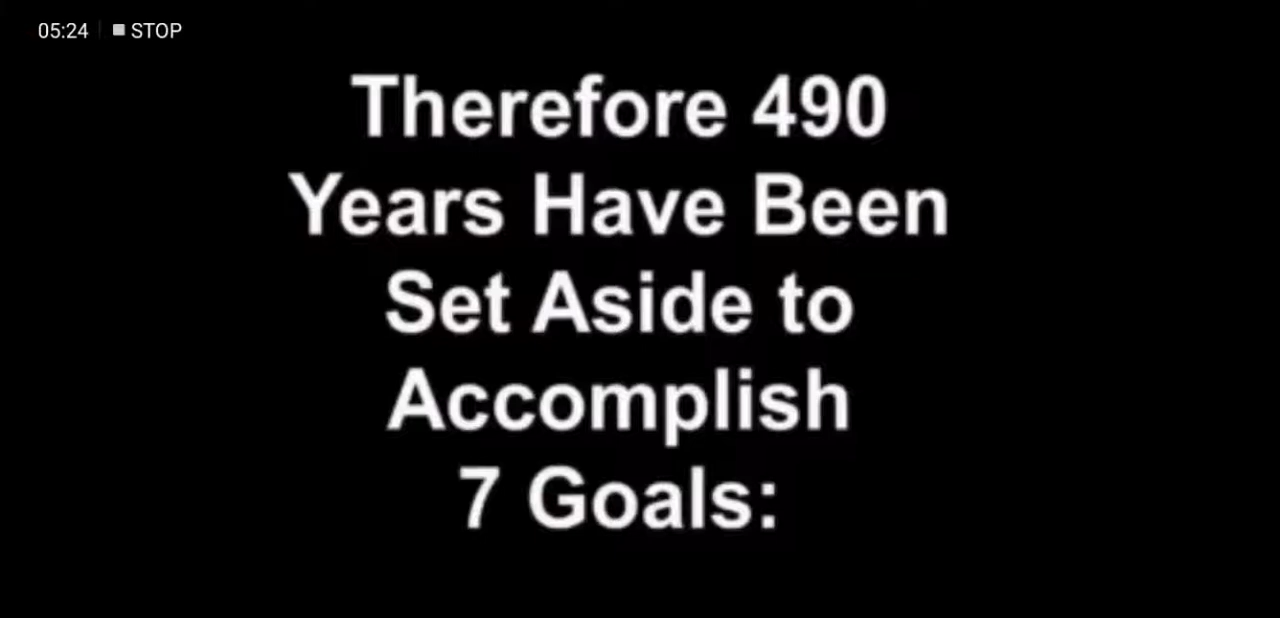 05:24 STOP
Therefore 490
Years Have Been
Set Aside to
Accomplish
7 Goals: